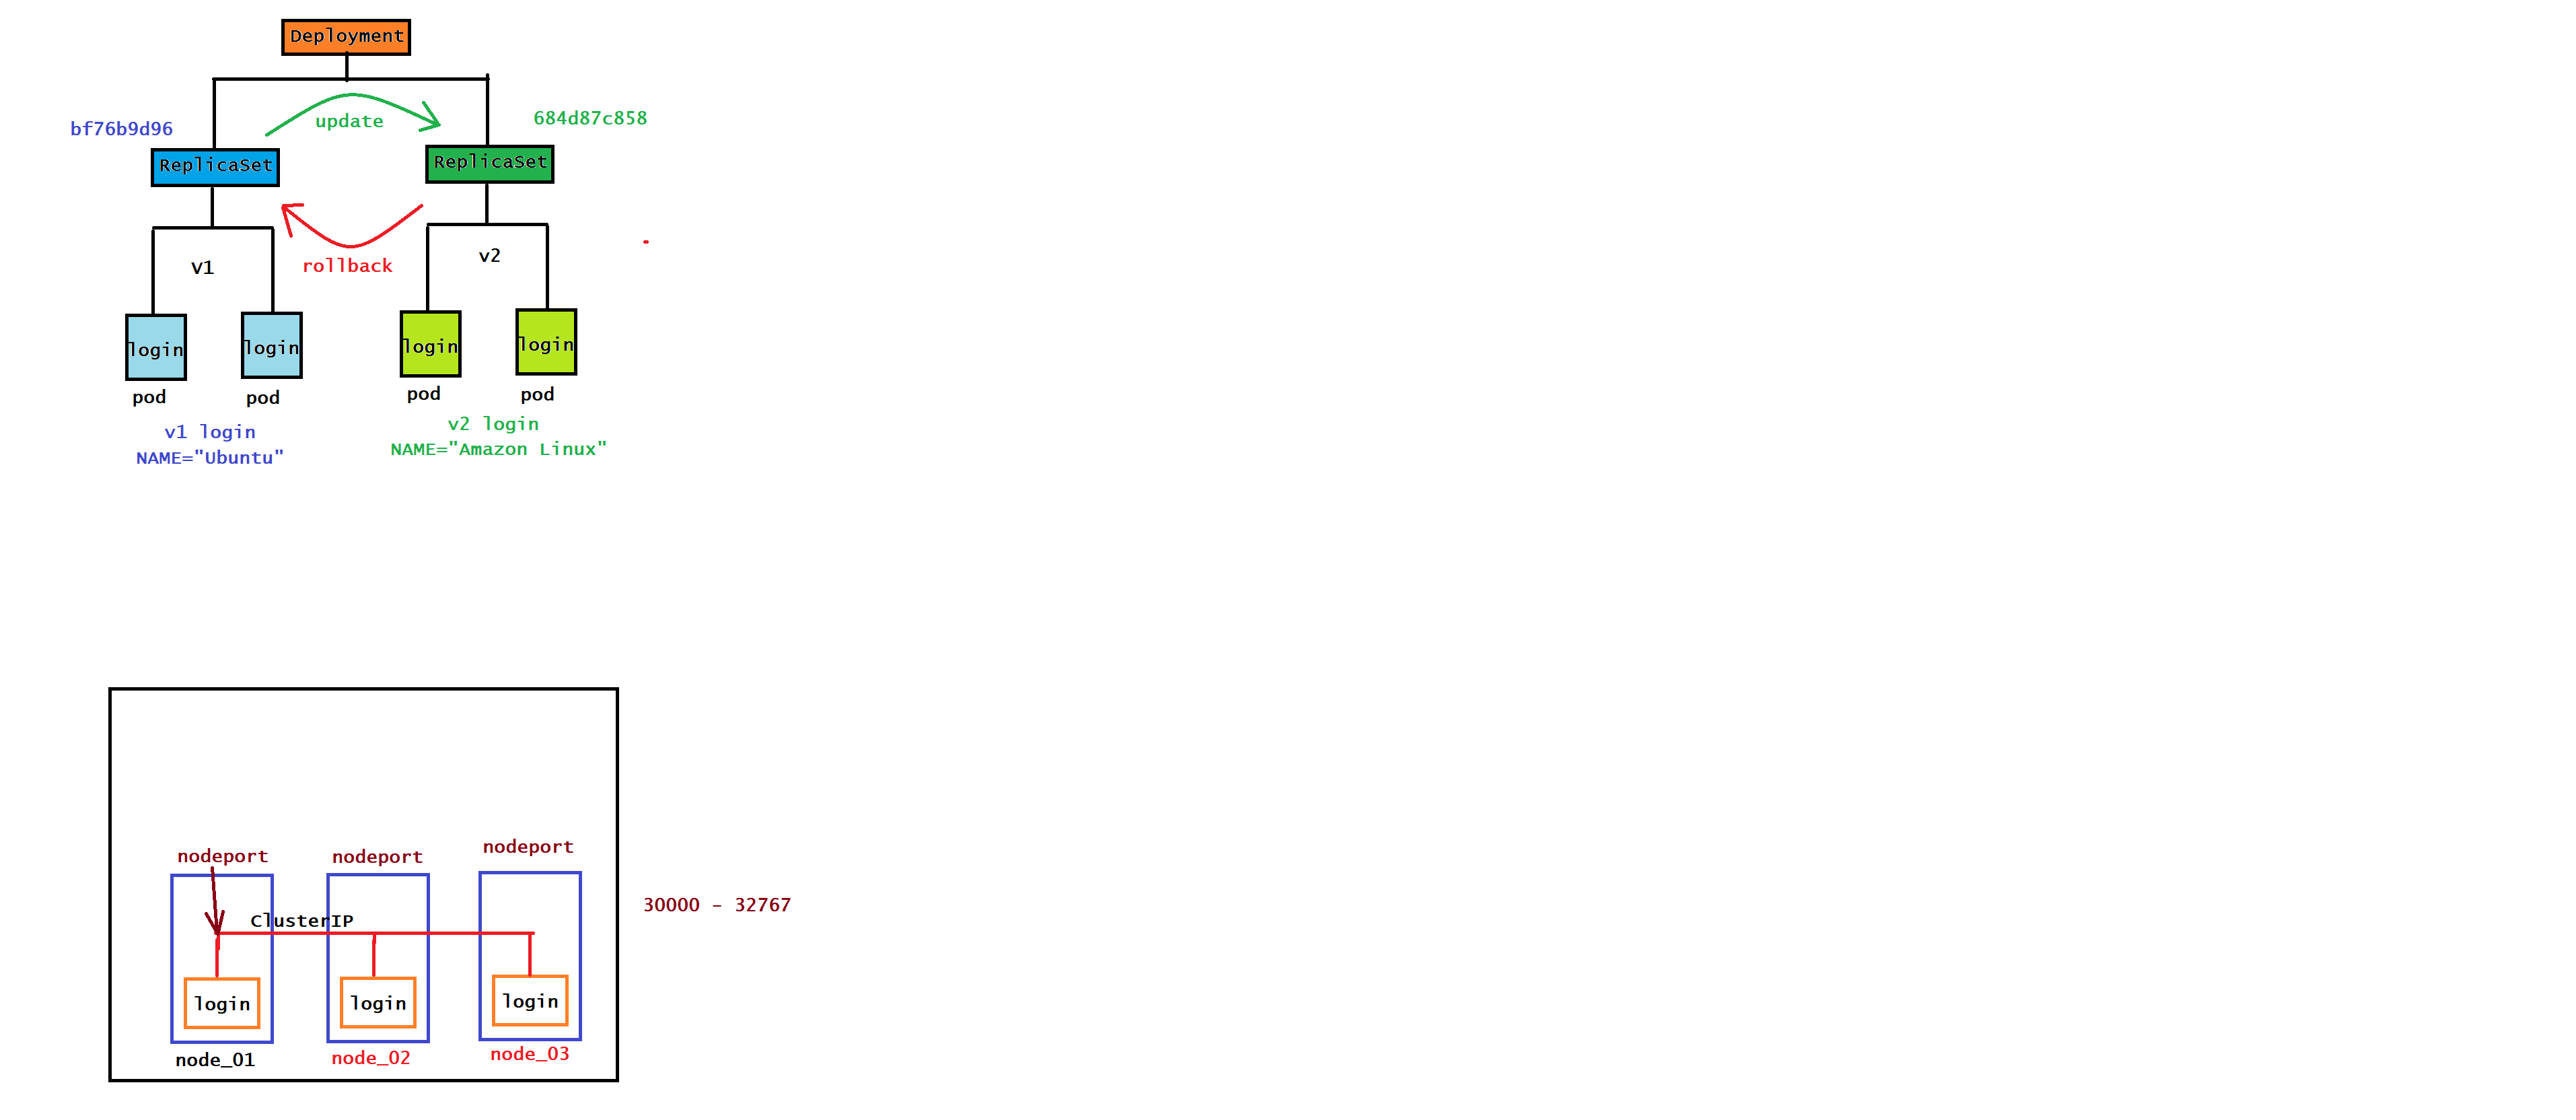 Deployment
update
bf76b9d96
684d87c858
ReplicaSet
ReplicaSet
V1
rollback
v2
login
login
login
login
pod
pod
pod
pod
v1 login
NAME="Ubuntu"
v2 login
NAME="Amazon Linux"
nodeport
nodeport
nodeport
30000 - 32767
ClusterIP
login
login
login
node_01
node_02
node_03